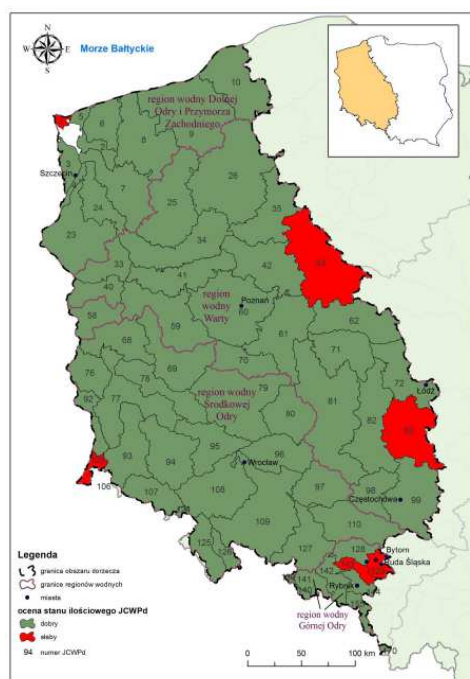 N
W E
S
Morze Bałtyckie
10
region wodny Dolnej
Odry i Przymorza
Zachodniego
5
6
8
9
3
Szczecin
7
26
24
25
35
23
34
33
42
41
40
region
wodny
Warty
Poznań
60
58
59
62
61
68
71
70
76
69
72
Łódź
77
78
79
region wodny
Środkowej
Odry
81
92
80
82
93
94
95
96
Wrocław
106
107
108
97
98
Częstochowa
99
109
110
125
127
128
Bytom
Ruda Śląska
142
Rybnik
141
region wodny
Górnej Odry
Legenda
granica obszaru dorzecza
granice regionów wodnych
miasta
ocena stanu ilościowego JCWPd
dobry
słaby
94 numer JCWPd
0 50 100 km